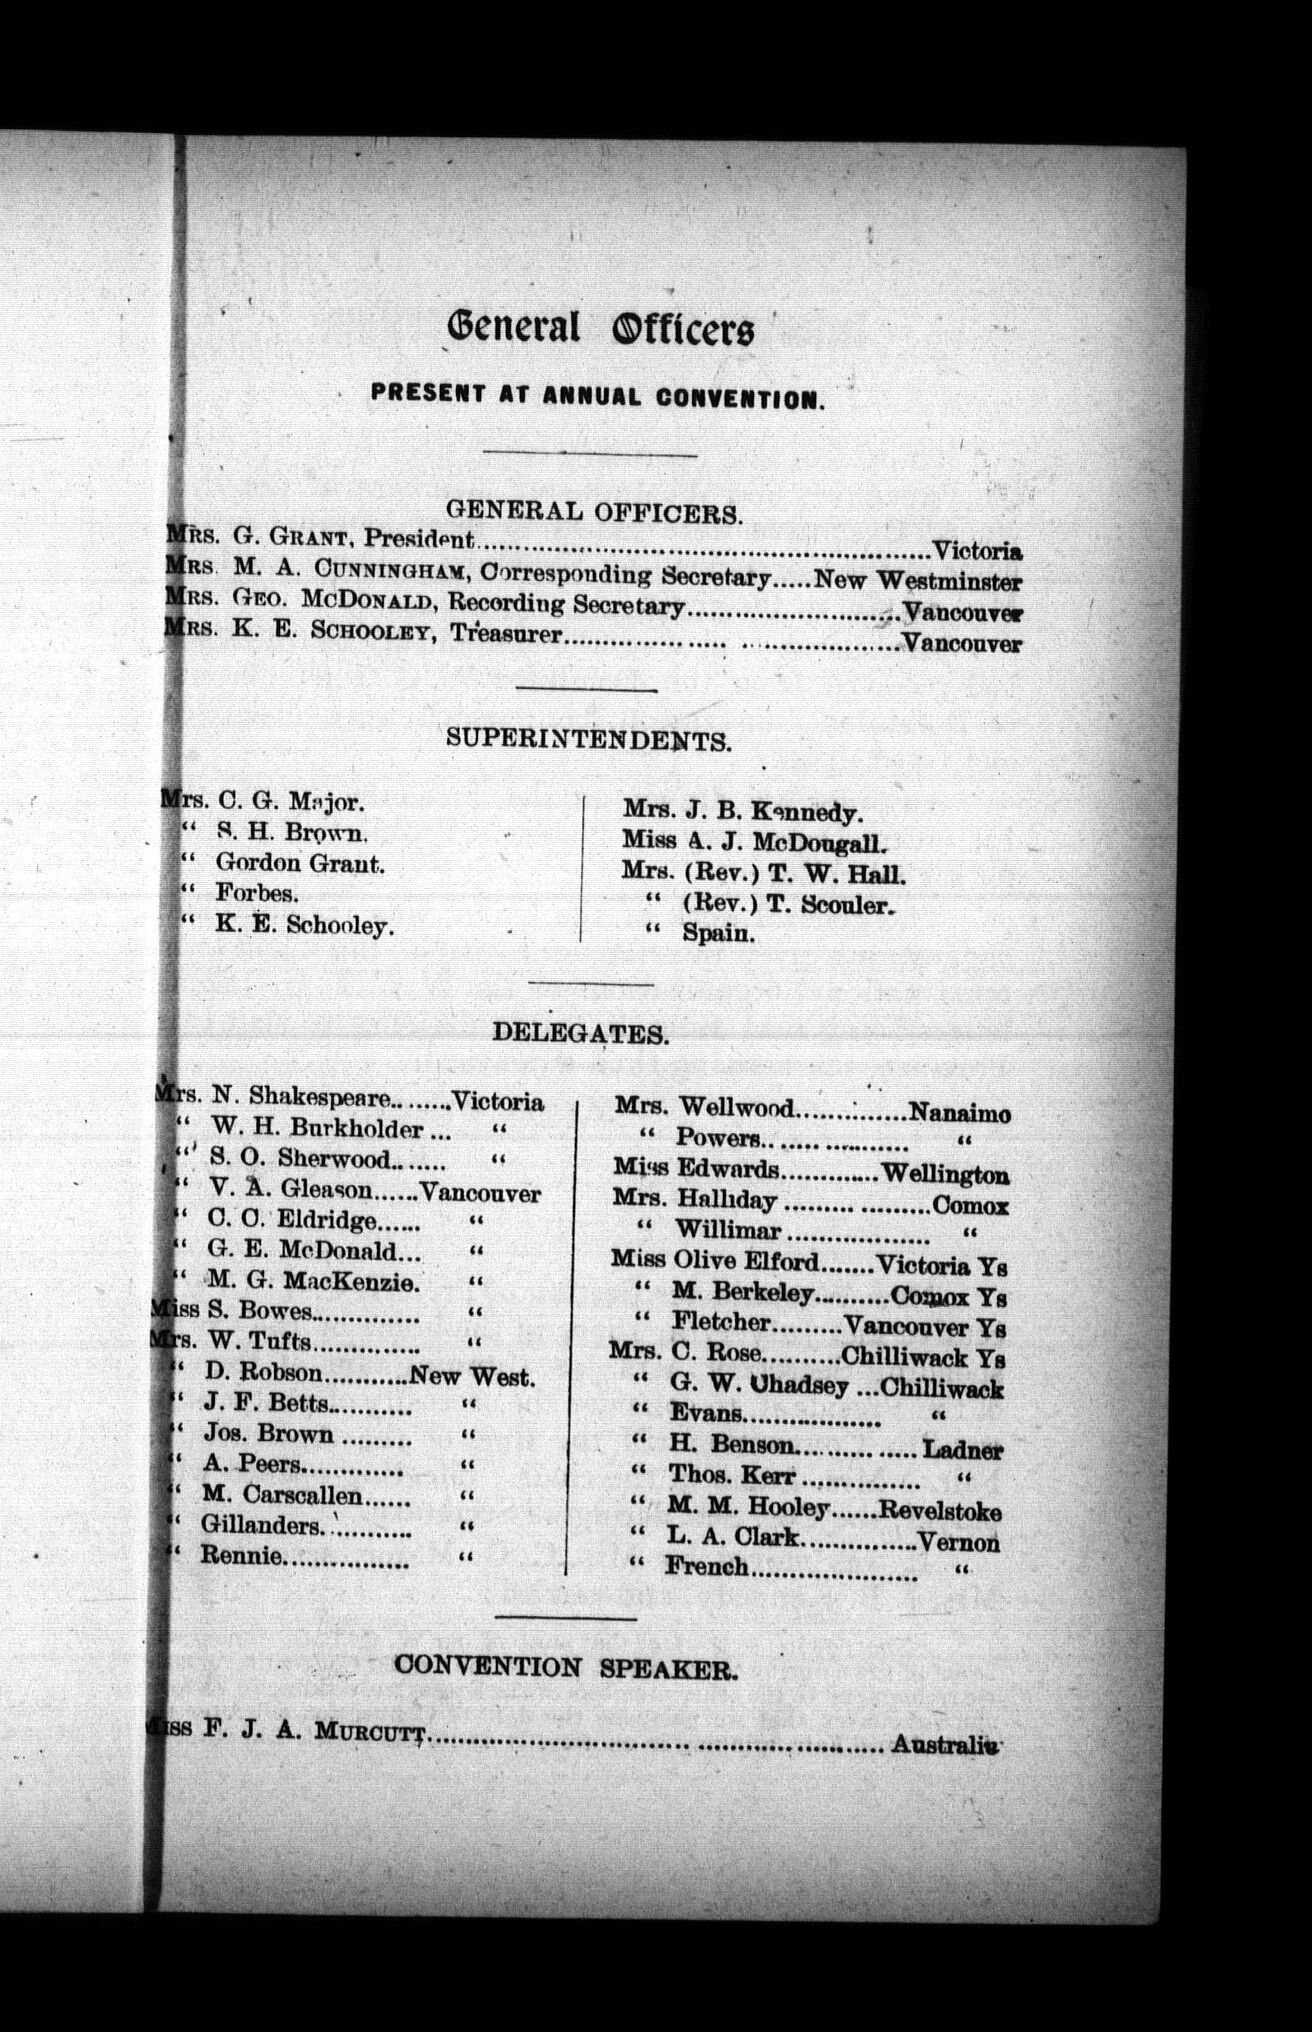 General Officers
PRESENT AT ANNUAL CONVENTION.
GENERAL OFFICERS.
MRS. G. GRANT, President..................................................Victoria
MRS. M. A. CUNNINGHAM, Corresponding Secretary.....New Westminster
MRS. GEO. MCDONALD, Recording Secretary..........................Vancouver
MRS. K. E. SCHOOLEY, Treasurer.......................................Vancouver
SUPERINTENDENTS.
Mrs. C. G. Major.
“ S. H. Brown.
“ Gordon Grant.
“ Forbes.
“ K. E. Schooley.
Mrs. J. B. Kennedy.
Miss A. J. McDougall.
Mrs. (Rev.) T. W. Hall.
“ (Rev.) T. Scouler.
“ Spain.
DELEGATES.
Mrs. N. Shakespeare.........Victoria
“ W. H. Burkholder ... “
“ S. O. Sherwood....... “
“ V. A. Gleason......Vancouver
“ C. C. Eldridge...... “
“ G. E. McDonald... “
“ M. G. MacKenzie. “
Miss S. Bowes.............. “
Mrs. W. Tufts.............. “
“ D. Robson...........New West.
“ J. F. Betts........... “
“ Jos. Brown ......... “
“ A. Peers............. “
“ M. Carscallen...... “
“ Gillanders........... “
“ Rennie................ “
Mrs. Wellwood..............Nanaimo
“ Powers.................. “
Miss Edwards.............Wellington
Mrs. Halliday ..................Comox
“ Willimar .................. “
Miss Olive Elford.......Victoria Ys
“ M. Berkeley..........Comox Ys
“ Fletcher.........Vancouver Ys
Mrs. C. Rose..........Chilliwack Ys
“ G. W. Chadsey ...Chilliwack
“ Evans.................. “
“ H. Benson............... Ladner
“ Thos. Kerr ............... “
“ M. M. Hooley......Revelstoke
“ L. A. Clark...............Vernon
“ French..................... “
CONVENTION SPEAKER.
Miss F. J. A. MURCUTT.................................................... Australia